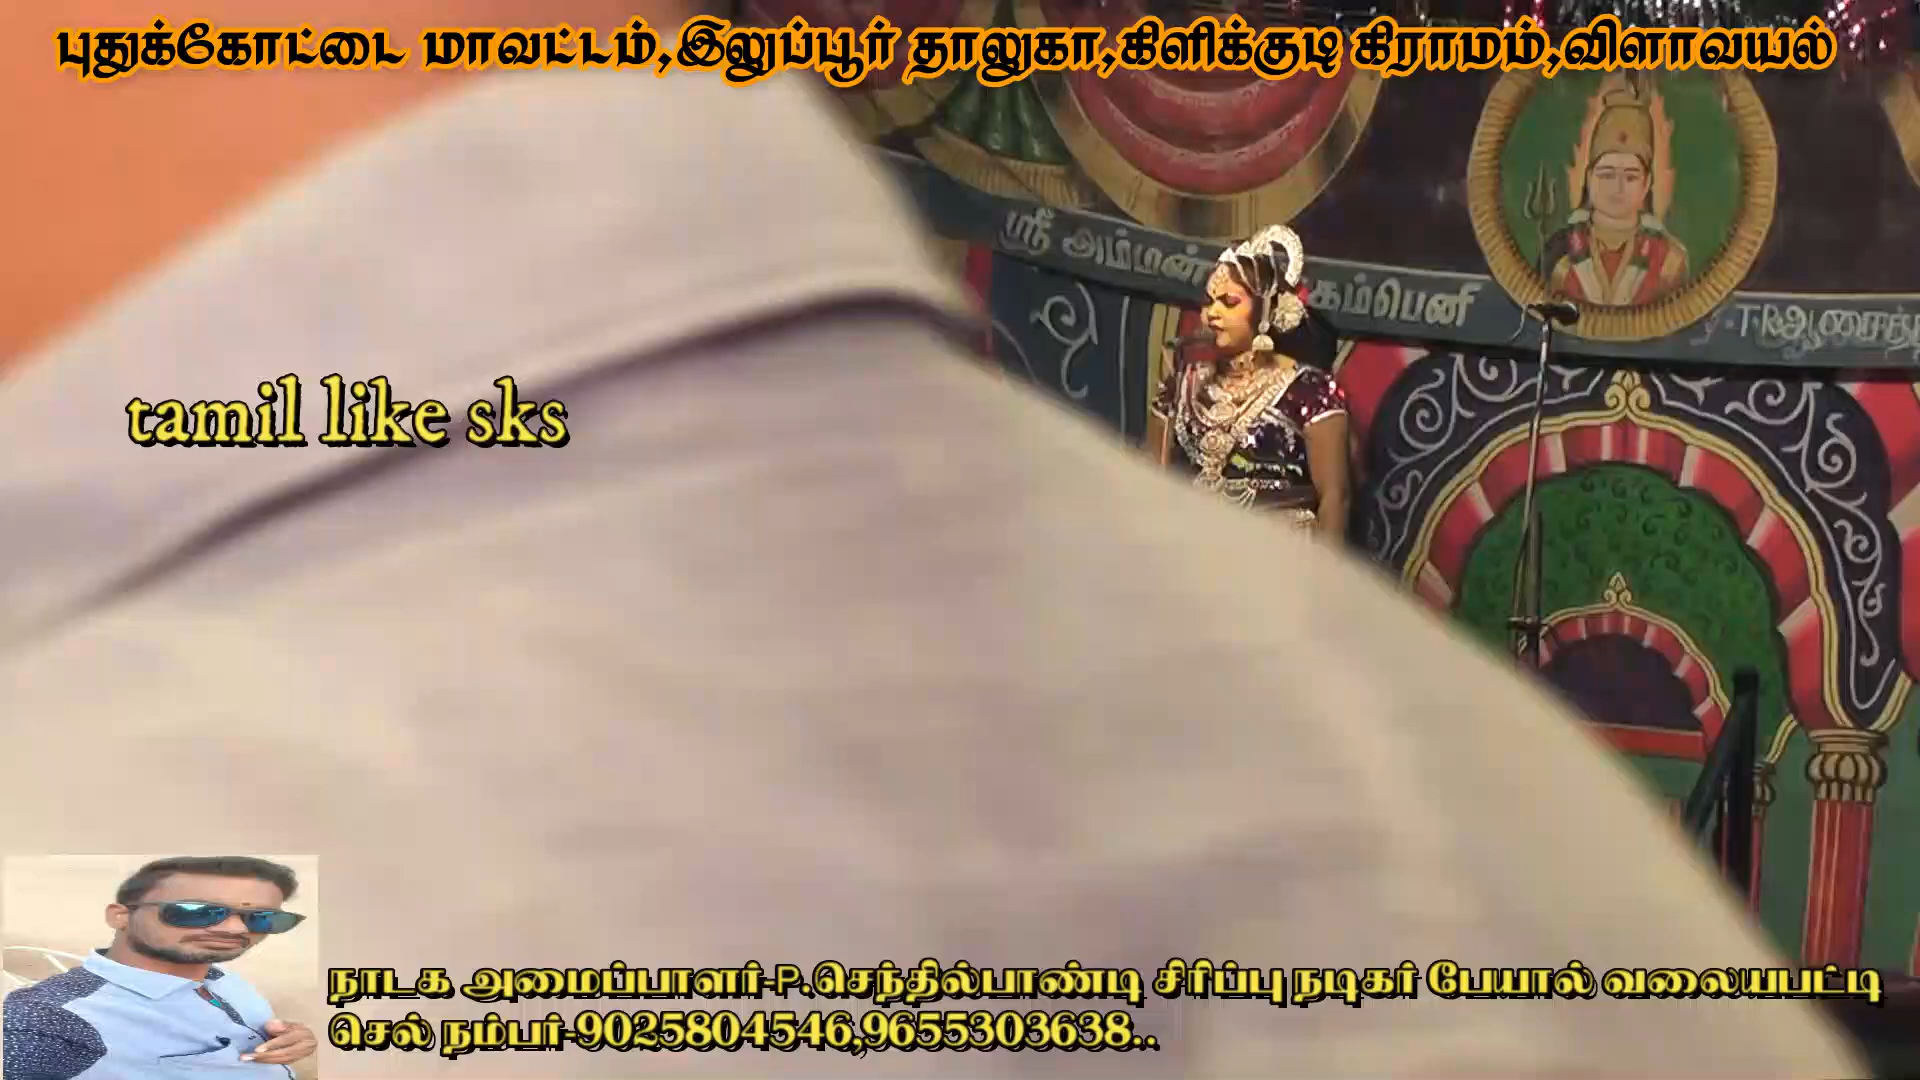 புதுக்கோட்டை மாவட்டம்,இலுப்பூர் தாலுகா,கிளிக்குடி கிராமம்,விளாவயல்
ஸ்ரீ அம்மன் கம்பெனி
tamil like sks
நாடக அமைப்பாளர்-P.செந்தில்பாண்டி சிரிப்பு நடிகர் பேயால் வலையபட்டி
செல் நம்பர்-9025804546,9655303638..